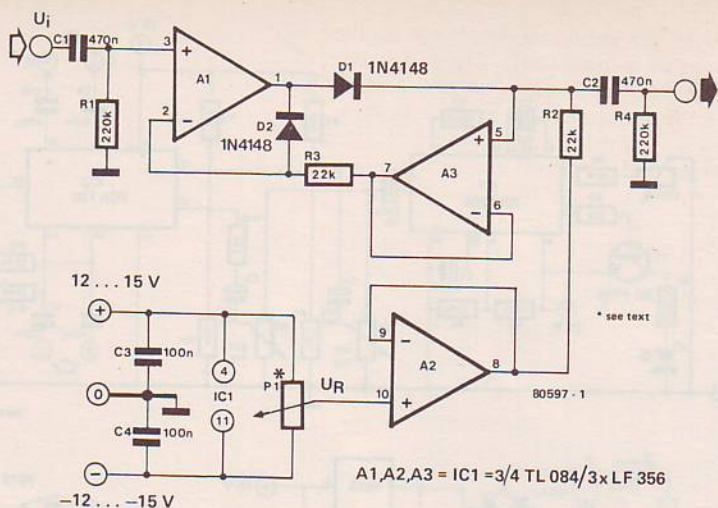 Ui
C1 470n
3
+
A1
1
D1 1N4148
2
−
R1
220k
D2
1N4148
R3
22k
7
A3
5
+
6
−
C2 470n
R2
22k
R4
220k
12 ... 15 V
+
C3 100n
0
C4 100n
−
−12 ... −15 V
4
IC1
11
*
P1
UR
9
−
A2
10
+
8
* see text
80597 - 1
A1,A2,A3 = IC1 = 3/4 TL 084/3x LF 356